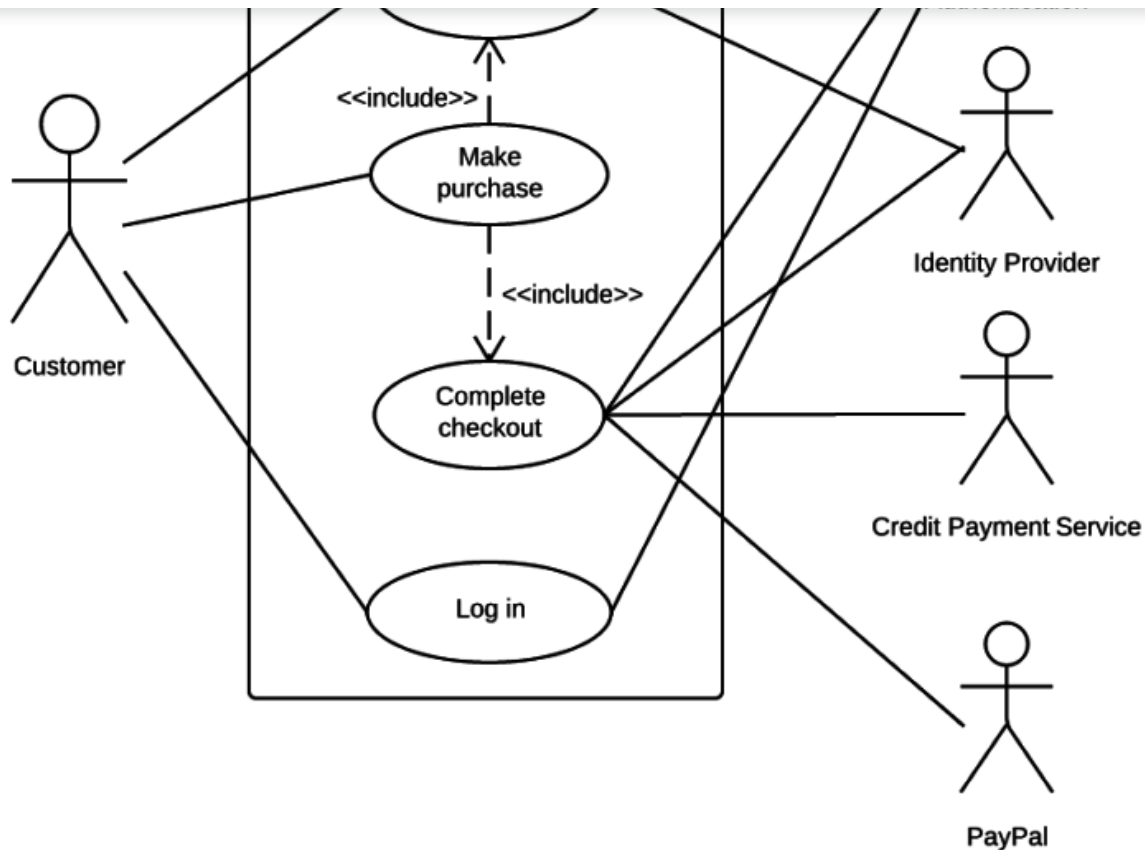 <<include>>
Make
purchase
Identity Provider
<<include>>
Customer
Complete
checkout
Credit Payment Service
Log in
PayPal